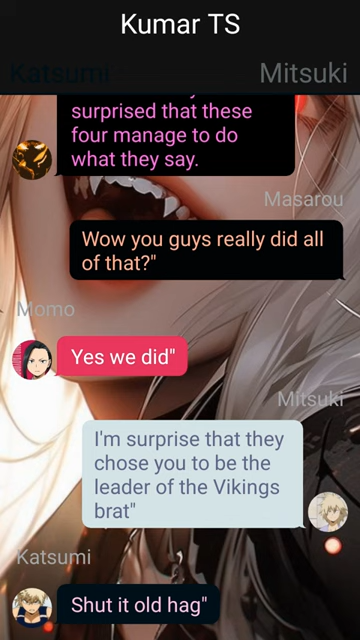 Kumar TS
Katsumi
Mitsuki
surprised that these
four manage to do
what they say.
Masarou
Wow you guys really did all
of that?"
Momo
Yes we did"
Mitsuki
I'm surprise that they
chose you to be the
leader of the Vikings
brat"
Katsumi
Shut it old hag"